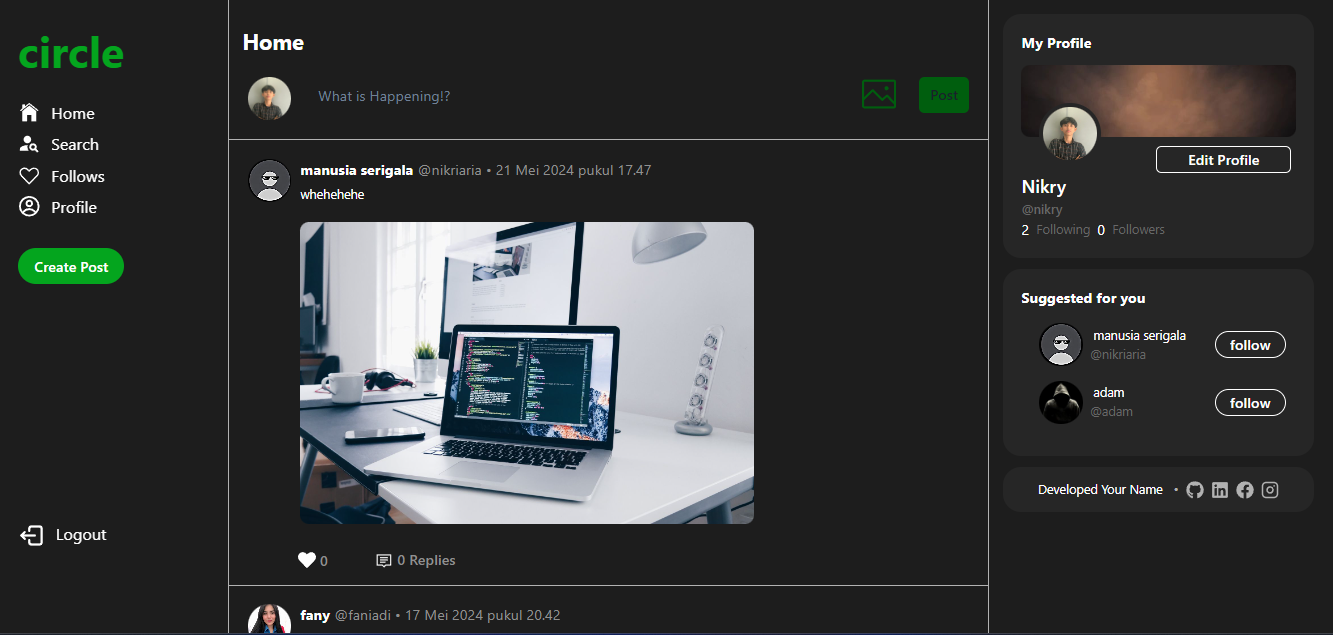 circle
Home
Search
Follows
Profile
Create Post
Logout
Home
What is Happening!?
Post
manusia serigala @nikriaria • 21 Mei 2024 pukul 17.47
whehehehe
0
0 Replies
fany @faniadi • 17 Mei 2024 pukul 20.42
My Profile
Edit Profile
Nikry
@nikry
2 Following 0 Followers
Suggested for you
manusia serigala
@nikriaria
follow
adam
@adam
follow
Developed Your Name •